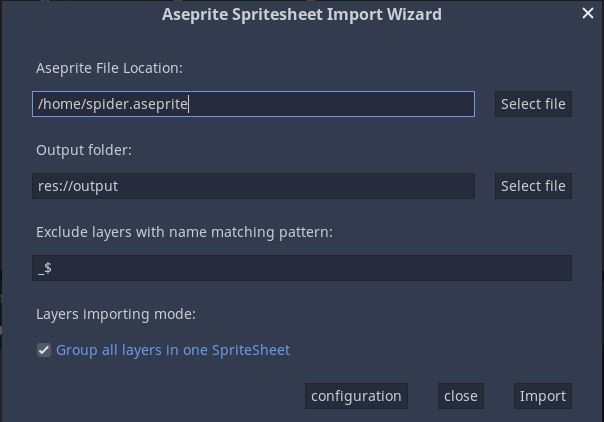 Aseprite Spritesheet Import Wizard
Aseprite File Location:
/home/spider.aseprite Select file
Output folder:
res://output Select file
Exclude layers with name matching pattern:
_$
Layers importing mode:
Group all layers in one SpriteSheet
configuration close Import